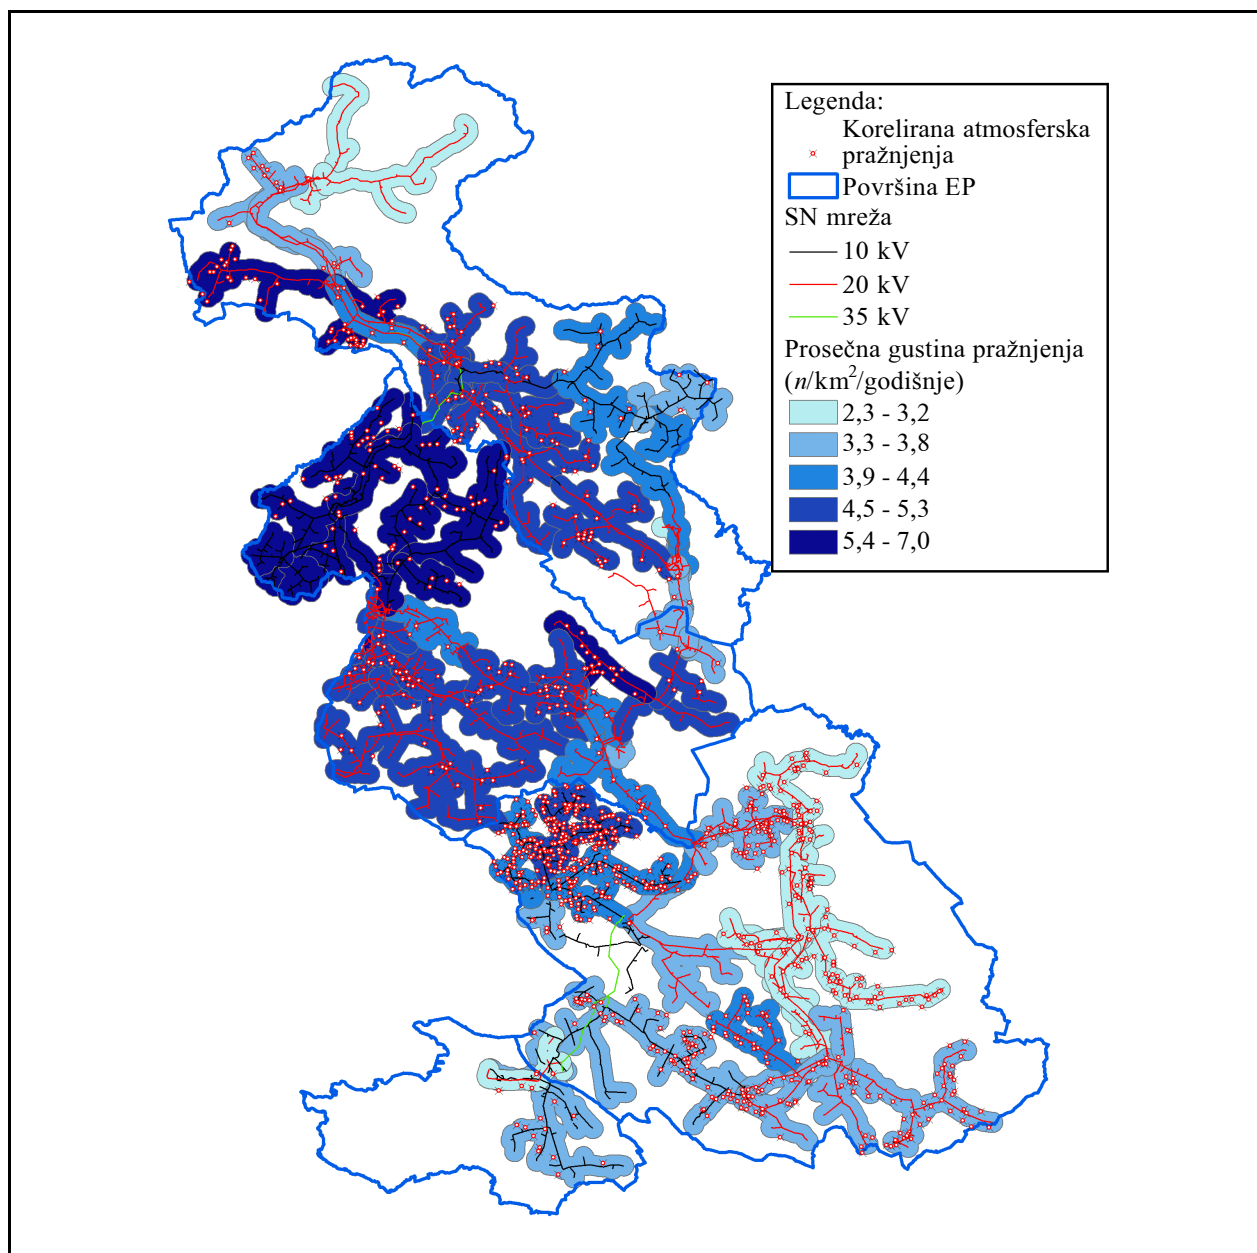 Legenda:
Korelirana atmosferska
pražnjenja
Površina EP
SN mreža
10 kV
20 kV
35 kV
Prosečna gustina pražnjenja
(n/km²/godišnje)
2,3 - 3,2
3,3 - 3,8
3,9 - 4,4
4,5 - 5,3
5,4 - 7,0